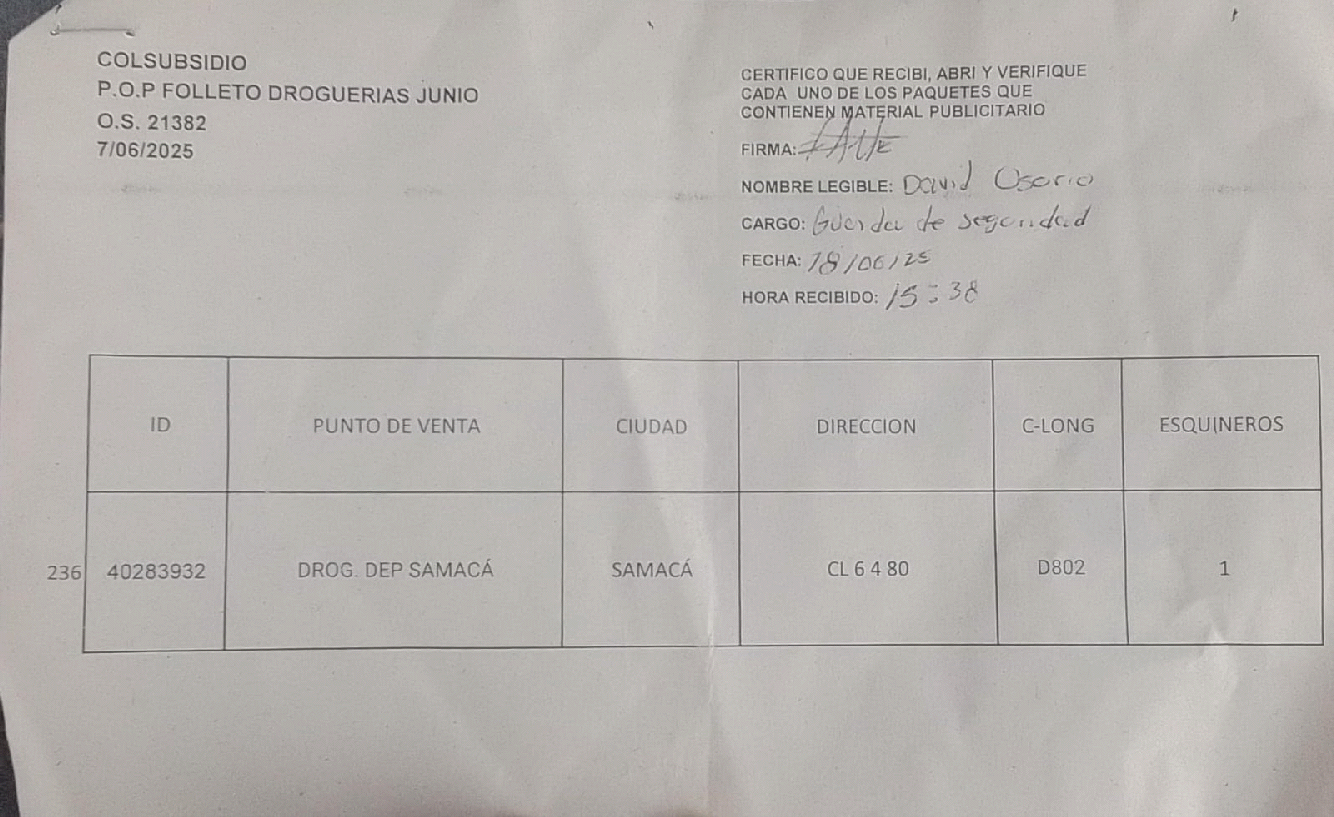 COLSUBSIDIO
P.O.P FOLLETO DROGUERIAS JUNIO
O.S. 21382
7/06/2025
CERTIFICO QUE RECIBI, ABRI Y VERIFIQUE
CADA UNO DE LOS PAQUETES QUE
CONTIENEN MATERIAL PUBLICITARIO
FIRMA:
NOMBRE LEGIBLE: David Osorio
CARGO: Guarda de seguridad
FECHA: 18/06/25
HORA RECIBIDO: 15:38
ID PUNTO DE VENTA CIUDAD DIRECCION C-LONG ESQUINEROS
236 40283932 DROG. DEP SAMACÁ SAMACÁ CL 6 4 80 D802 1